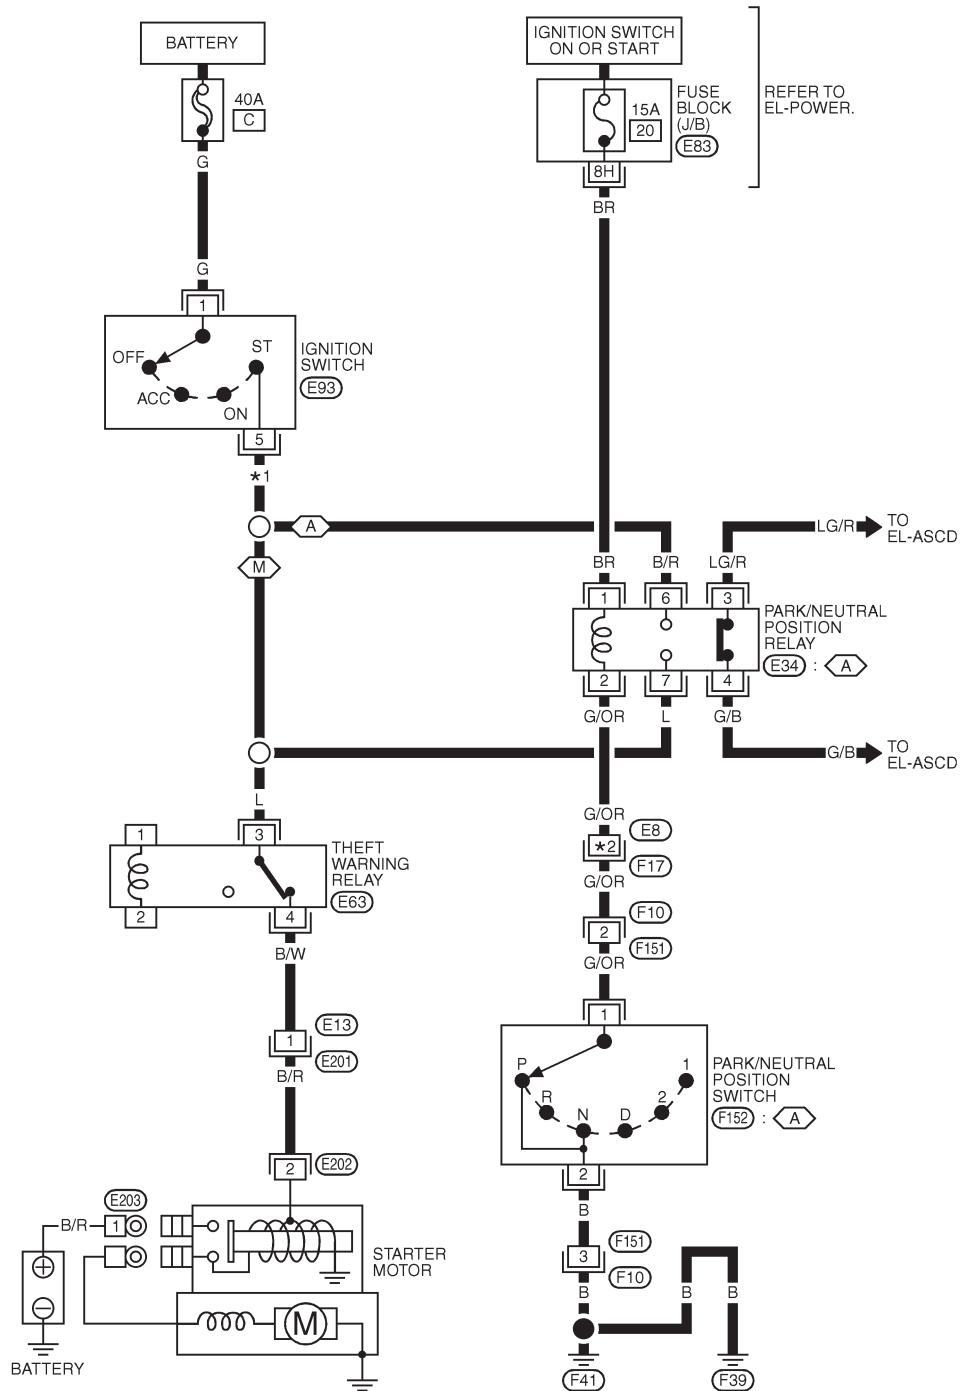 BATTERY
IGNITION SWITCH
ON OR START
40A
C
15A
20
FUSE
BLOCK
(J/B)
E83
REFER TO
EL-POWER.
8H
G
BR
G
1
OFF
ST
ACC
ON
IGNITION
SWITCH
E93
5
*1
A
M
LG/R
TO
EL-ASCD
BR
B/R
LG/R
1
6
3
PARK/NEUTRAL
POSITION
RELAY
E34 : A
2
7
4
G/OR
L
G/B
G/B
TO
EL-ASCD
L
G/OR
E8
*2
F17
G/OR
1
3
THEFT
WARNING
RELAY
E63
2
4
F10
2
F151
G/OR
B/W
E13
1
E201
B/R
1
P
R
N
D
2
1
PARK/NEUTRAL
POSITION
SWITCH
F152 : A
2
E202
2
B
E203
B/R
1
STARTER
MOTOR
F151
3
F10
B
B
B
M
BATTERY
F41
F39